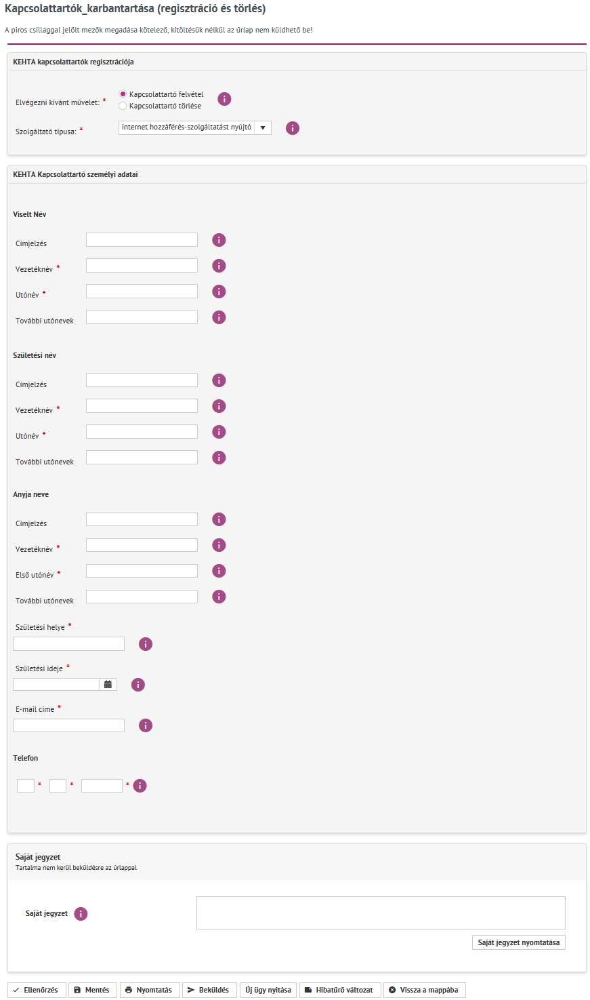 Kapcsolattartók_karbantartása (regisztráció és törlés)
A piros csillaggal jelölt mezők megadása kötelező, kitöltésük nélkül az űrlap nem küldhető be!
KEHTA kapcsolattartók regisztrációja
Elvégezni kívánt művelet: * Kapcsolattartó felvétel i
Kapcsolattartó törlése
Szolgáltató típusa: * internet hozzáférés-szolgáltatást nyújtó i
KEHTA Kapcsolattartó személyi adatai
Viselt Név
Címjelzés i
Vezetéknév * i
Utónév * i
További utónevek i
Születési név
Címjelzés i
Vezetéknév * i
Utónév * i
További utónevek i
Anyja neve
Címjelzés i
Vezetéknév * i
Első utónév * i
További utónevek i
Születési helye *
i
Születési ideje *
i
E-mail címe *
i
Telefon
* * * i
Saját jegyzet
Tartalma nem kerül beküldésre az űrlappal
Saját jegyzet i
Saját jegyzet nyomtatása
Ellenőrzés Mentés Nyomtatás Beküldés Új ügy nyitása Hibatűrő változat Vissza a mappába